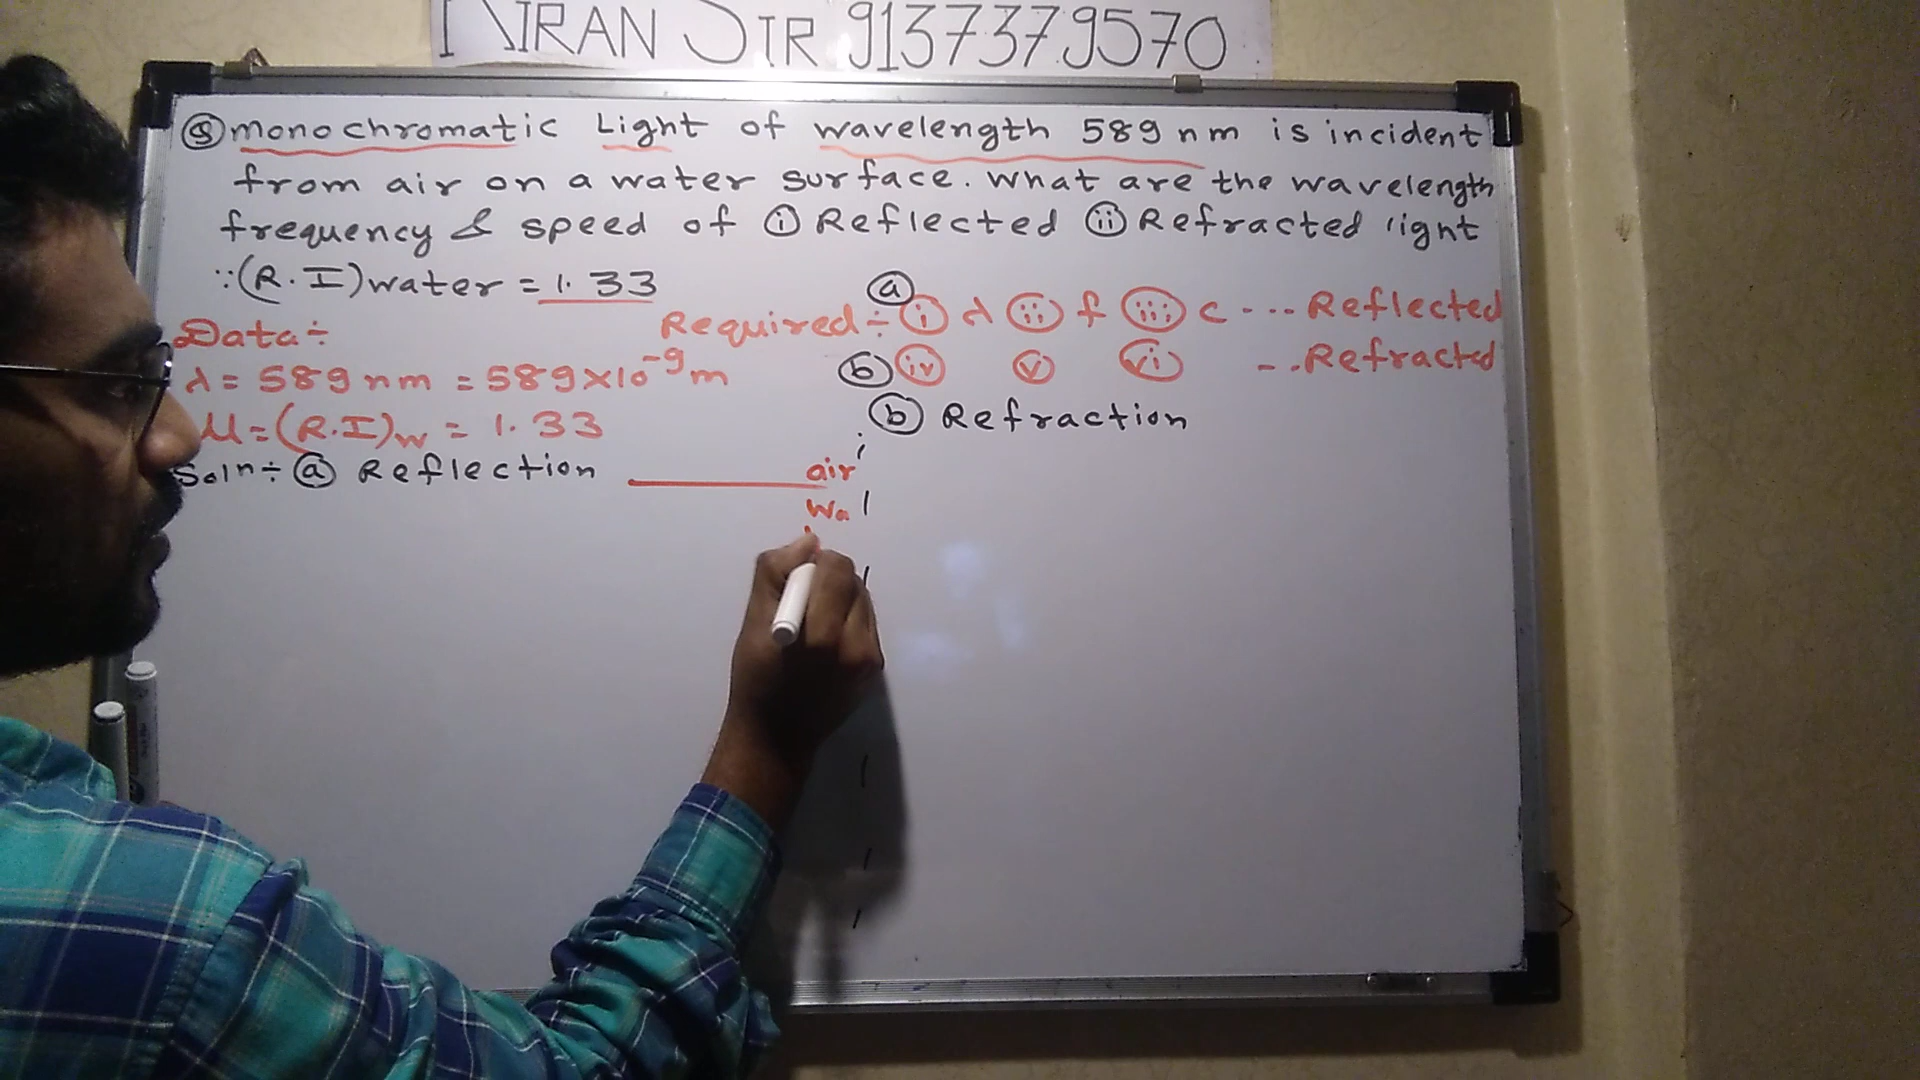 KIRAN SIR 9137379570
⑤ monochromatic Light of wavelength 589 nm is incident
from air on a water surface. What are the wavelength
frequency & speed of ⓘ Reflected ⓘⓘ Refracted light
∵(R.I)water = 1.33
Data÷
λ = 589 nm = 589×10⁻⁹ m
μ = (R.I)w = 1.33
Required÷ ⓐ (i) λ (ii) f (iii) c --- Reflected
ⓑ (iv) (v) (vi) -- Refracted
Soln÷ ⓐ Reflection
air
Wa
ⓑ Refraction